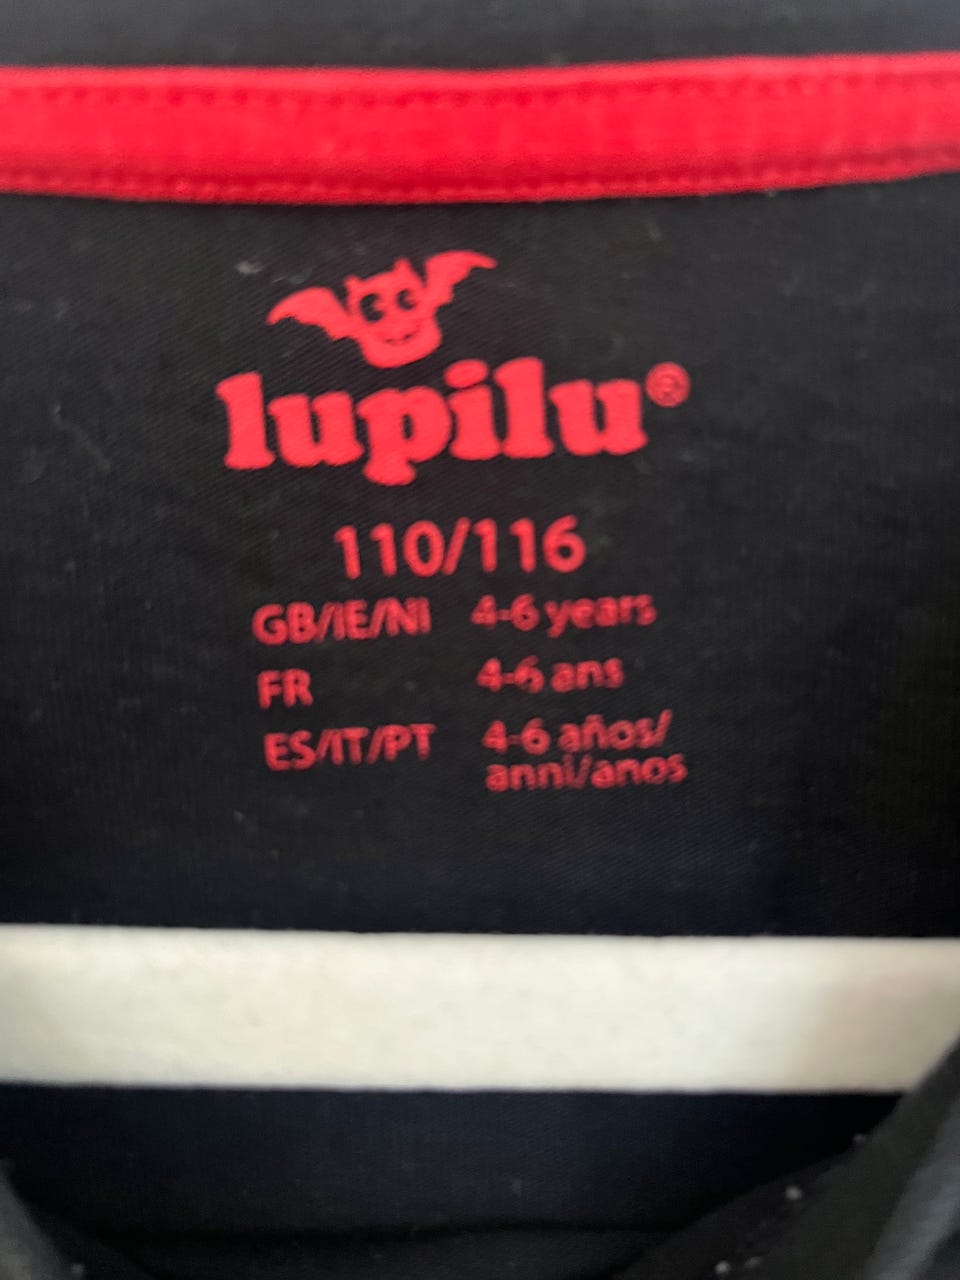 lupilu®
110/116
GB/IE/NI 4-6 years
FR 4-6 ans
ES/IT/PT 4-6 años/
anni/anos